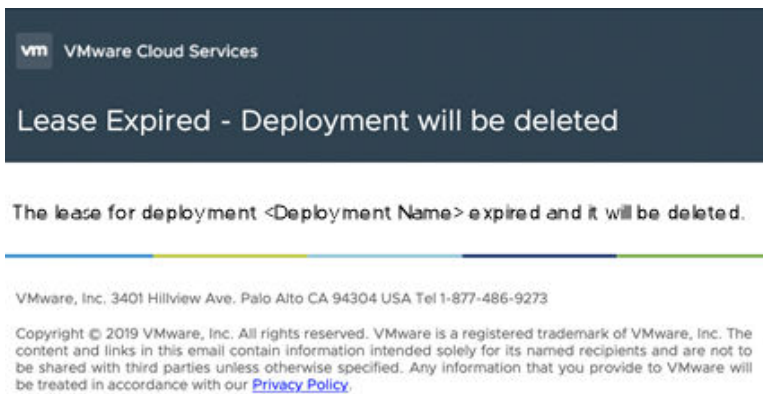 vm VMware Cloud Services
Lease Expired - Deployment will be deleted
The lease for deployment <Deployment Name> expired and it will be deleted.
VMware, Inc. 3401 Hillview Ave. Palo Alto CA 94304 USA Tel 1-877-486-9273
Copyright © 2019 VMware, Inc. All rights reserved. VMware is a registered trademark of VMware, Inc. The
content and links in this email contain information intended solely for its named recipients and are not to
be shared with third parties unless otherwise specified. Any information that you provide to VMware will
be treated in accordance with our Privacy Policy.